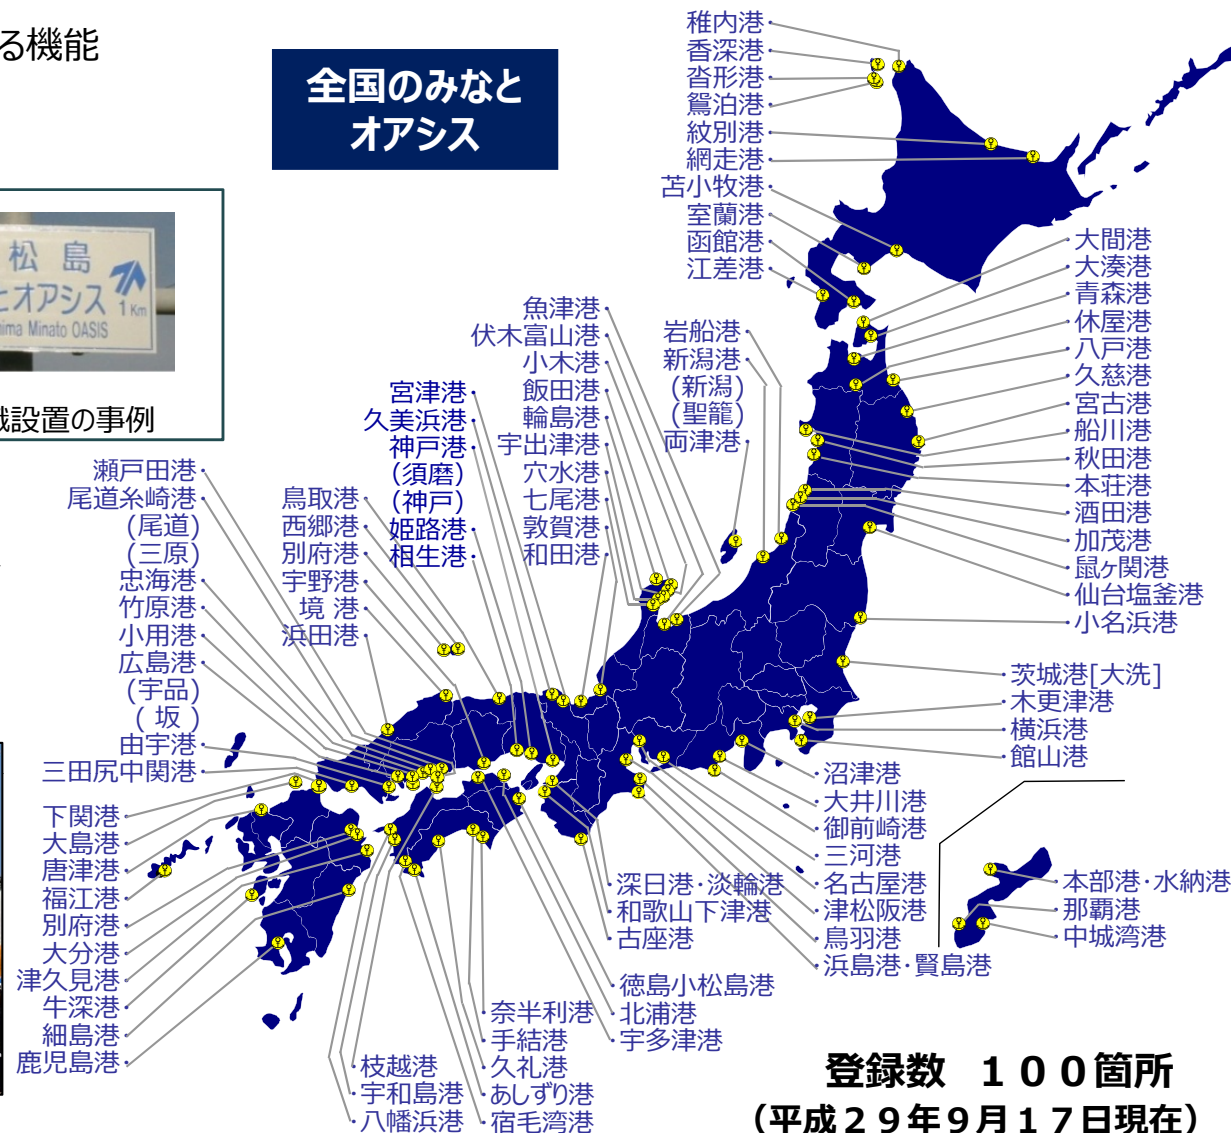 る機能
全国のみなと
オアシス
松島
とオアシス 1Km
hima Minato OASIS
設置の事例
稚内港
香深港
沓形港
鴛泊港
紋別港
網走港
苫小牧港
室蘭港
函館港
江差港
大間港
大湊港
青森港
休屋港
八戸港
久慈港
宮古港
船川港
秋田港
本荘港
酒田港
加茂港
鼠ヶ関港
仙台塩釜港
小名浜港
茨城港[大洗]
木更津港
横浜港
館山港
岩船港
新潟港
(新潟)
(聖籠)
両津港
魚津港
伏木富山港
小木港
飯田港
輪島港
宇出津港
穴水港
七尾港
敦賀港
和田港
宮津港
久美浜港
神戸港
(須磨)
(神戸)
姫路港
相生港
鳥取港
西郷港
別府港
宇野港
境 港
浜田港
瀬戸田港
尾道糸崎港
(尾道)
(三原)
忠海港
竹原港
小用港
広島港
(宇品)
( 坂 )
由宇港
三田尻中関港
下関港
大島港
唐津港
福江港
別府港
大分港
津久見港
牛深港
細島港
鹿児島港
枝越港
宇和島港
八幡浜港
奈半利港
手結港
久礼港
あしずり港
宿毛湾港
徳島小松島港
北浦港
宇多津港
深日港・淡輪港
和歌山下津港
古座港
沼津港
大井川港
御前崎港
三河港
名古屋港
津松阪港
鳥羽港
浜島港・賢島港
本部港・水納港
那覇港
中城湾港
登録数 １００箇所
（平成２９年９月１７日現在）